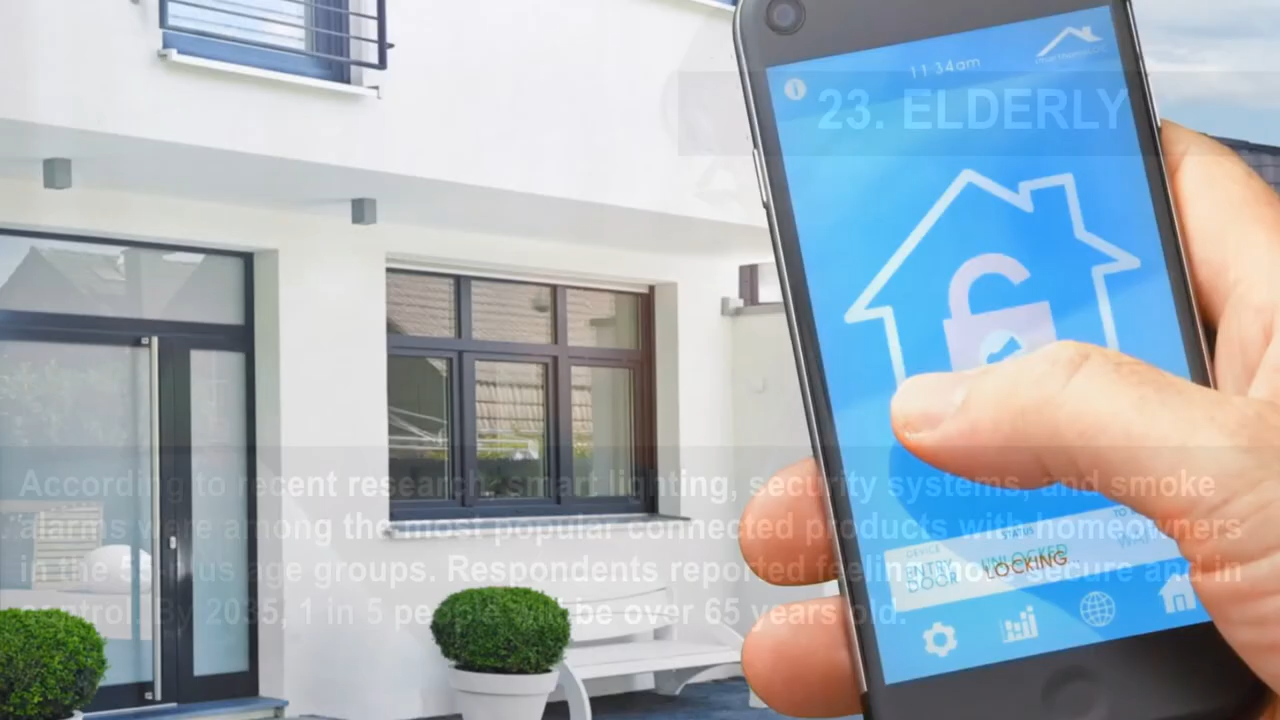 11:34am
23. ELDERLY
According to recent research smart lighting, security systems, and smoke
alarms were among the most popular connected products with homeowners
in the 55 plus age groups. Respondents reported feeling more secure and in
control. By 2035, 1 in 5 people will be over 65 years old.
DEVICE STATUS
ENTRY DOOR
UNLOCKED
LOCKING...